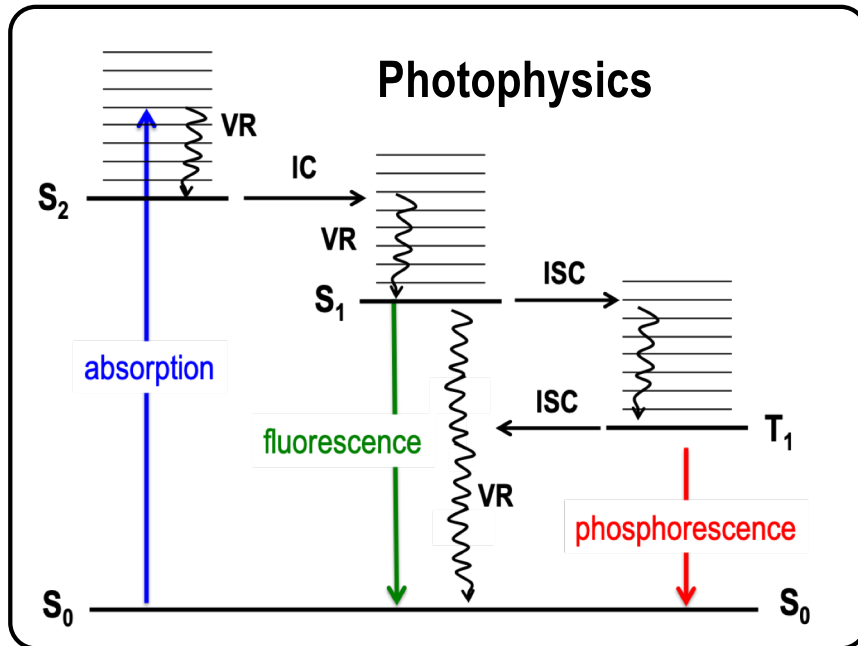 Photophysics
VR
IC
S₂
VR
ISC
S₁
absorption
ISC
T₁
fluorescence
VR
phosphorescence
S₀
S₀